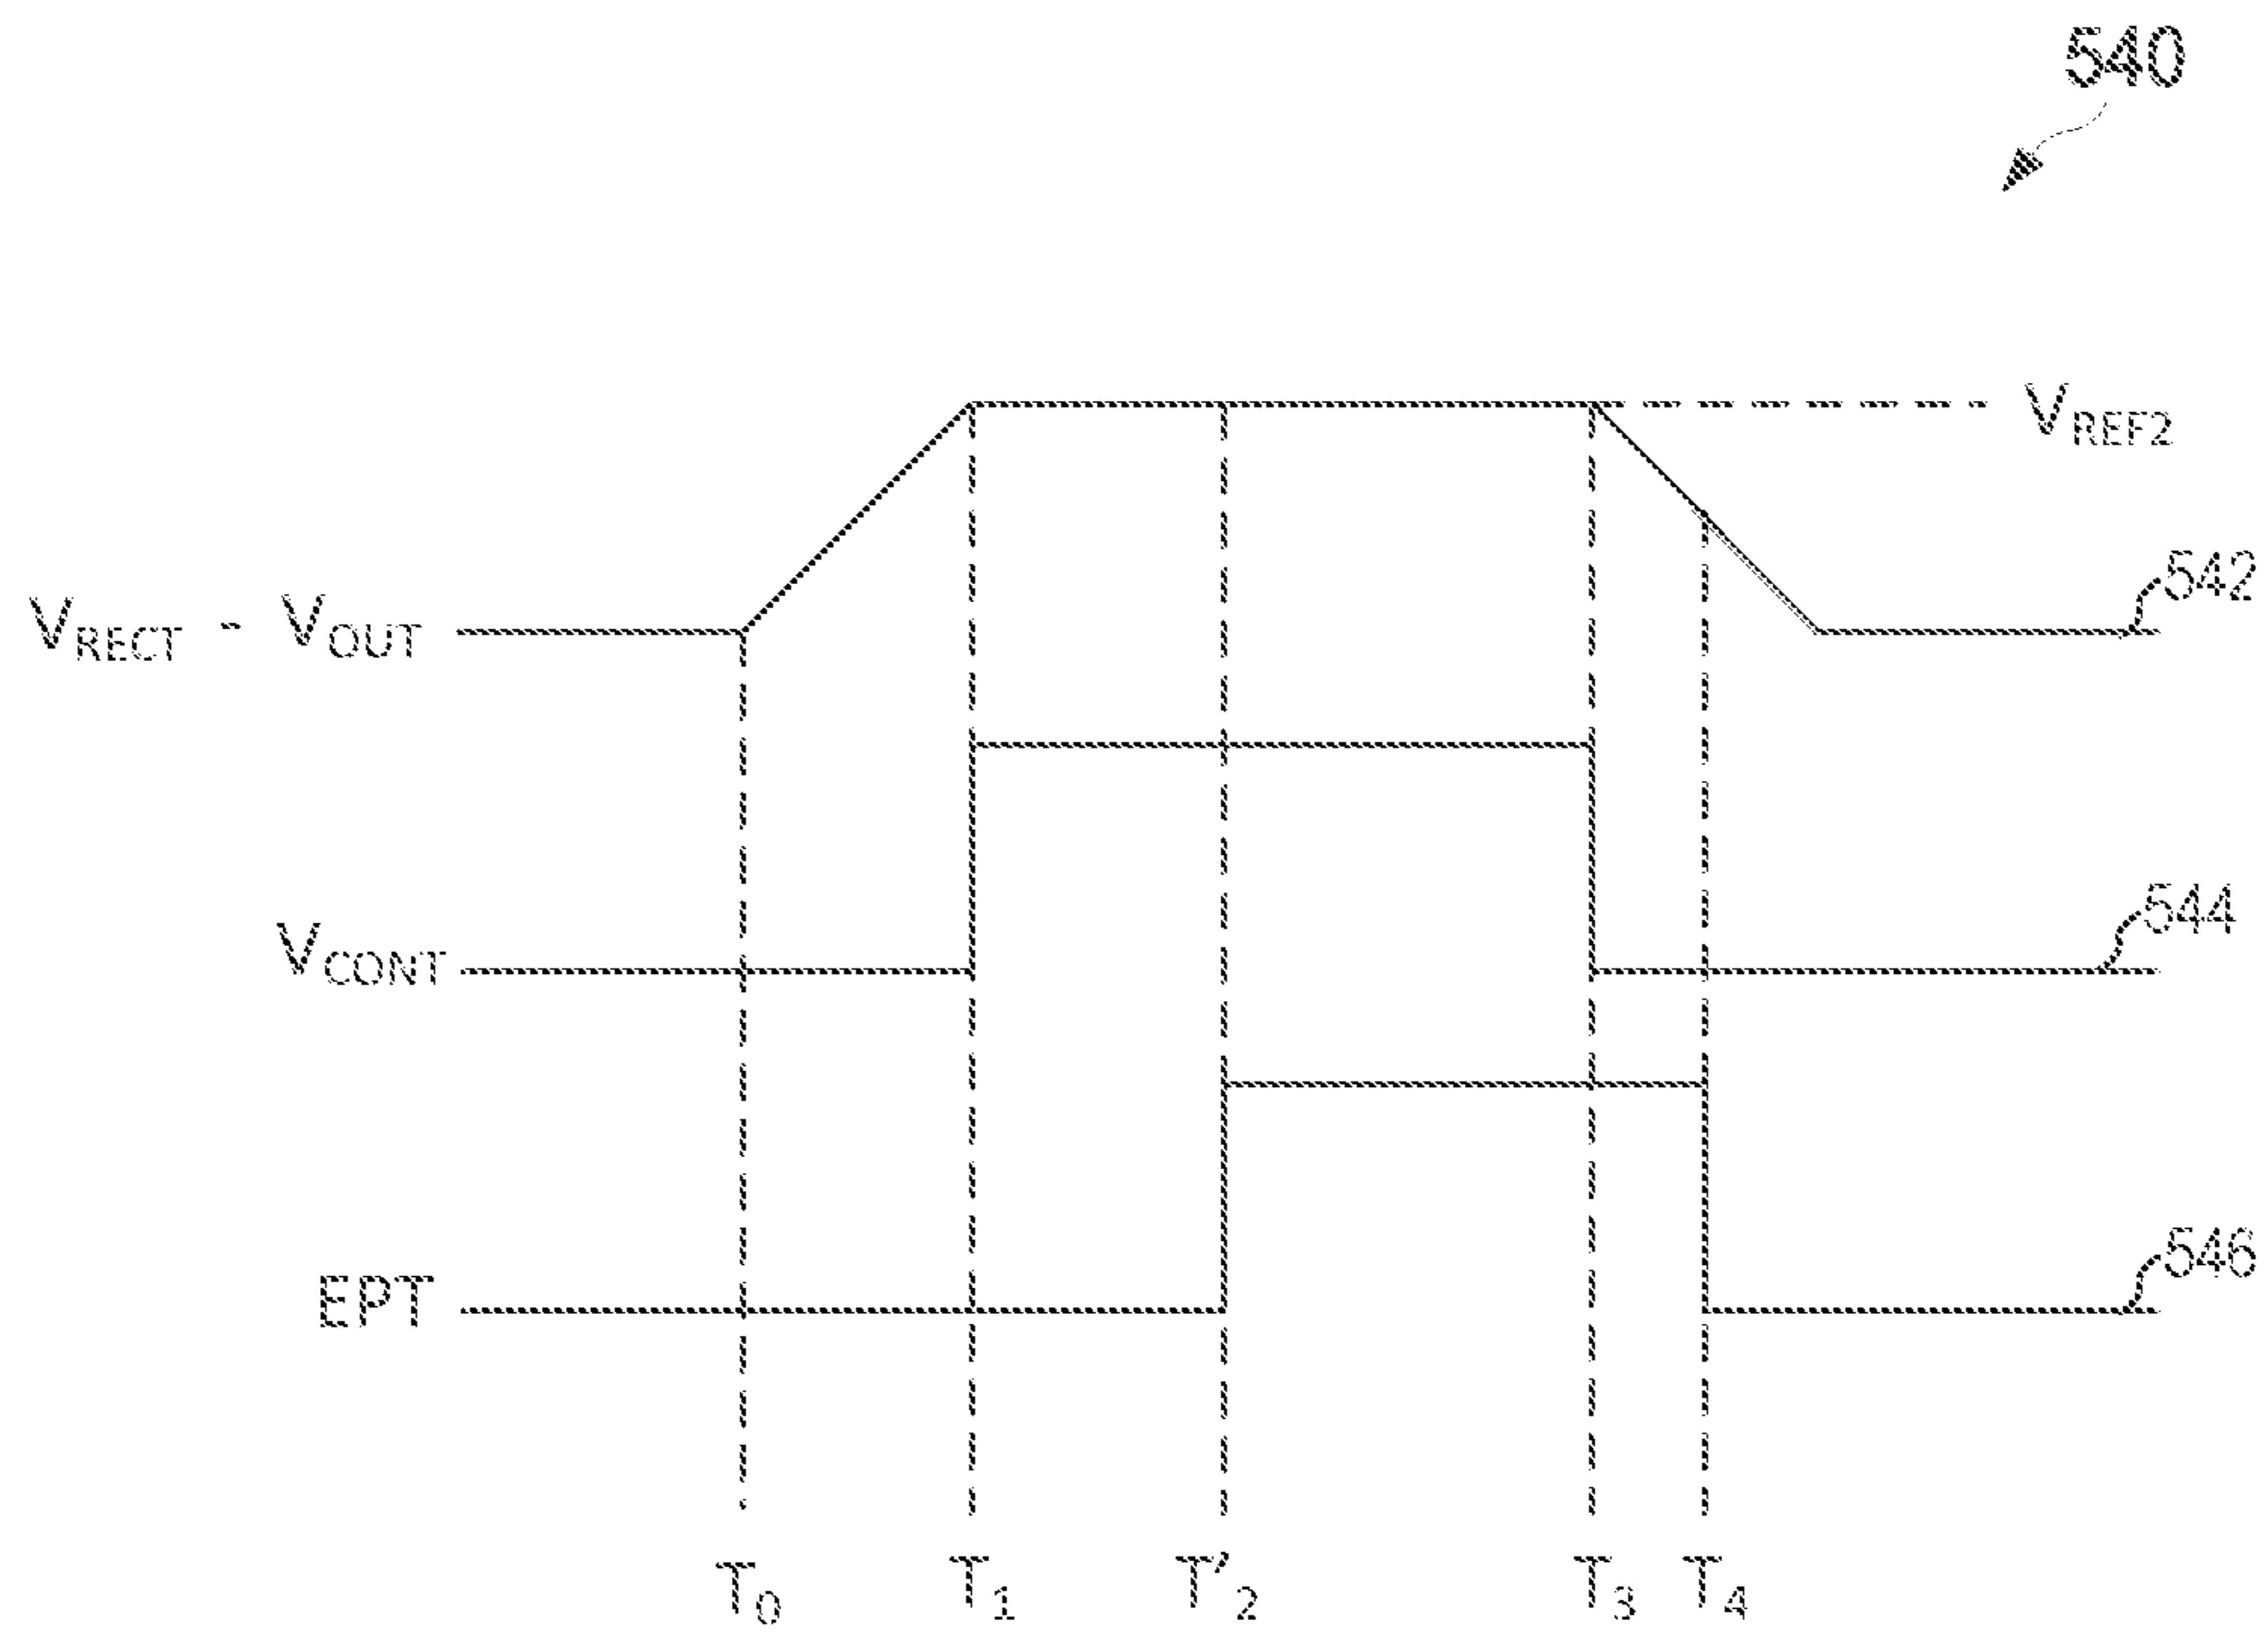 540
V_REF2
V_RECT - V_OUT
542
V_CONT
544
EPT
546
T_0 T_1 T'_2 T_3 T_4